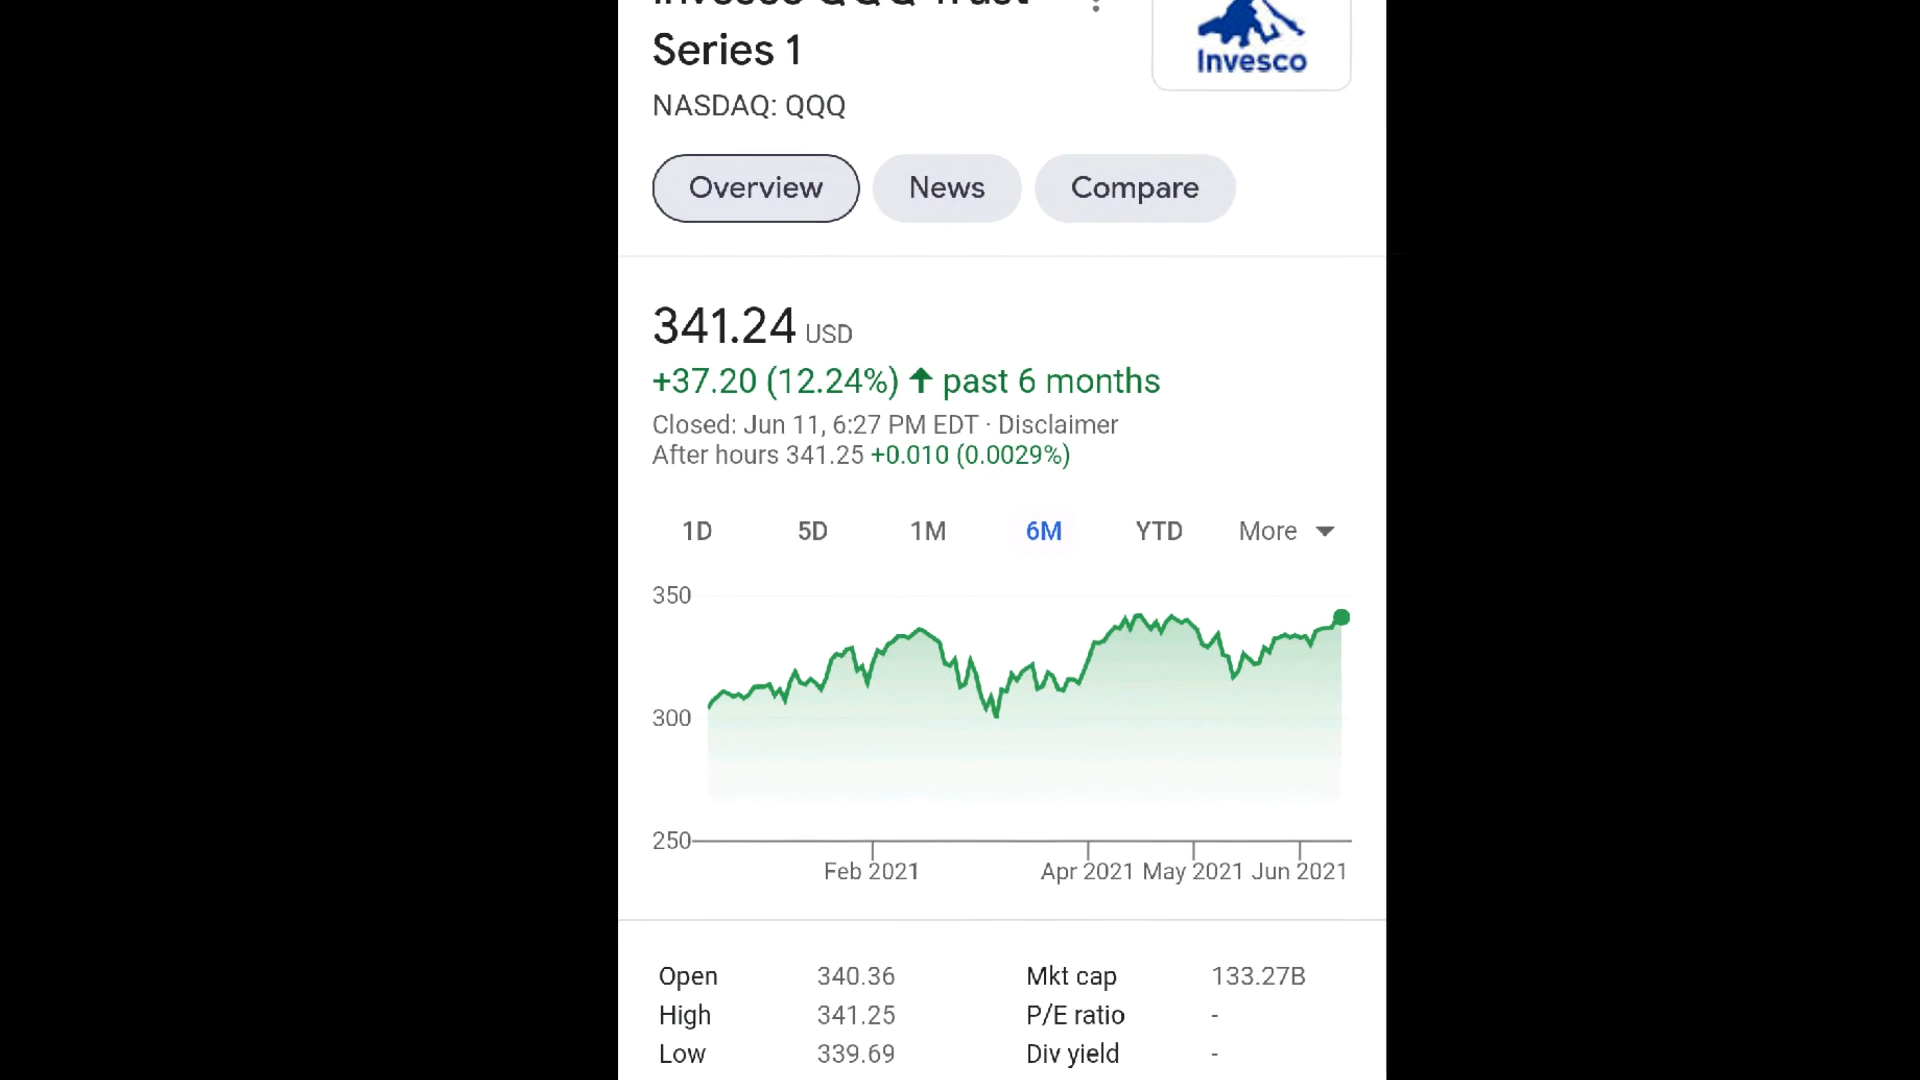 Invesco QQQ Trust
Series 1
Invesco
NASDAQ: QQQ
Overview News Compare
341.24 USD
+37.20 (12.24%) ↑ past 6 months
Closed: Jun 11, 6:27 PM EDT · Disclaimer
After hours 341.25 +0.010 (0.0029%)
1D 5D 1M 6M YTD More
350
300
250
Feb 2021 Apr 2021 May 2021 Jun 2021
Open 340.36 Mkt cap 133.27B
High 341.25 P/E ratio -
Low 339.69 Div yield -